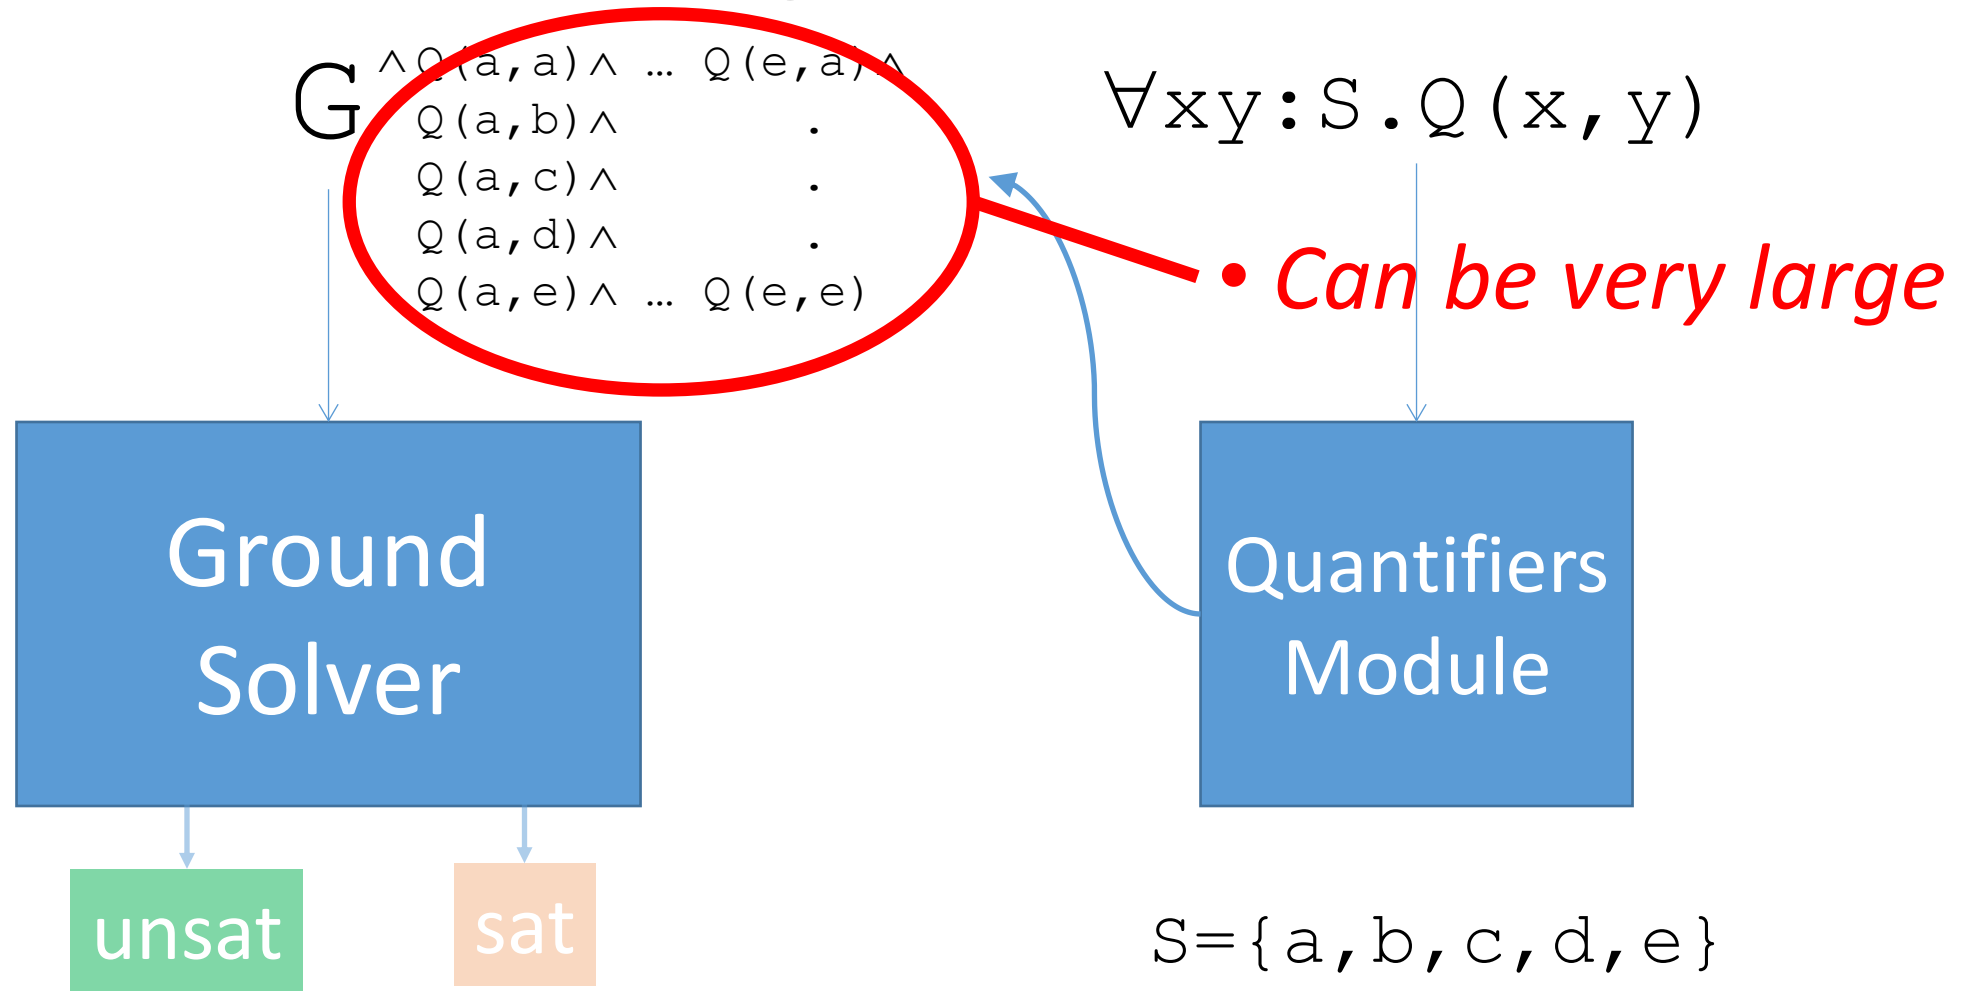 G ∧Q(a,a)∧ … Q(e,a)∧
Q(a,b)∧ .
Q(a,c)∧ .
Q(a,d)∧ .
Q(a,e)∧ … Q(e,e)
∀xy:S.Q(x,y)
• Can be very large
Ground
Solver
Quantifiers
Module
unsat
sat
S={a,b,c,d,e}